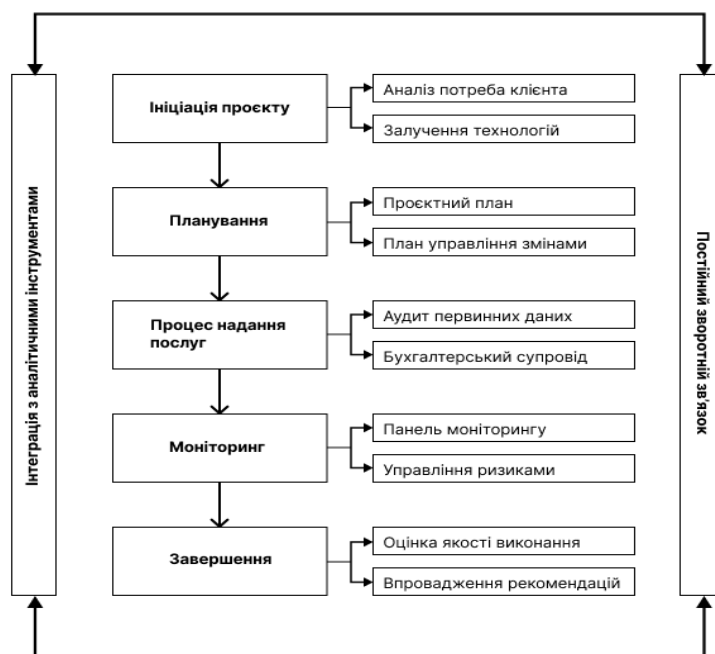 Інтеграція з аналітичними інструментами
Ініціація проєкту
Аналіз потреба клієнта
Залучення технологій
Планування
Проєктний план
План управління змінами
Процес надання
послуг
Аудит первинних даних
Бухгалтерський супровід
Моніторинг
Панель моніторингу
Управління ризиками
Завершення
Оцінка якості виконання
Впровадження рекомендацій
Постійний зворотній зв'язок